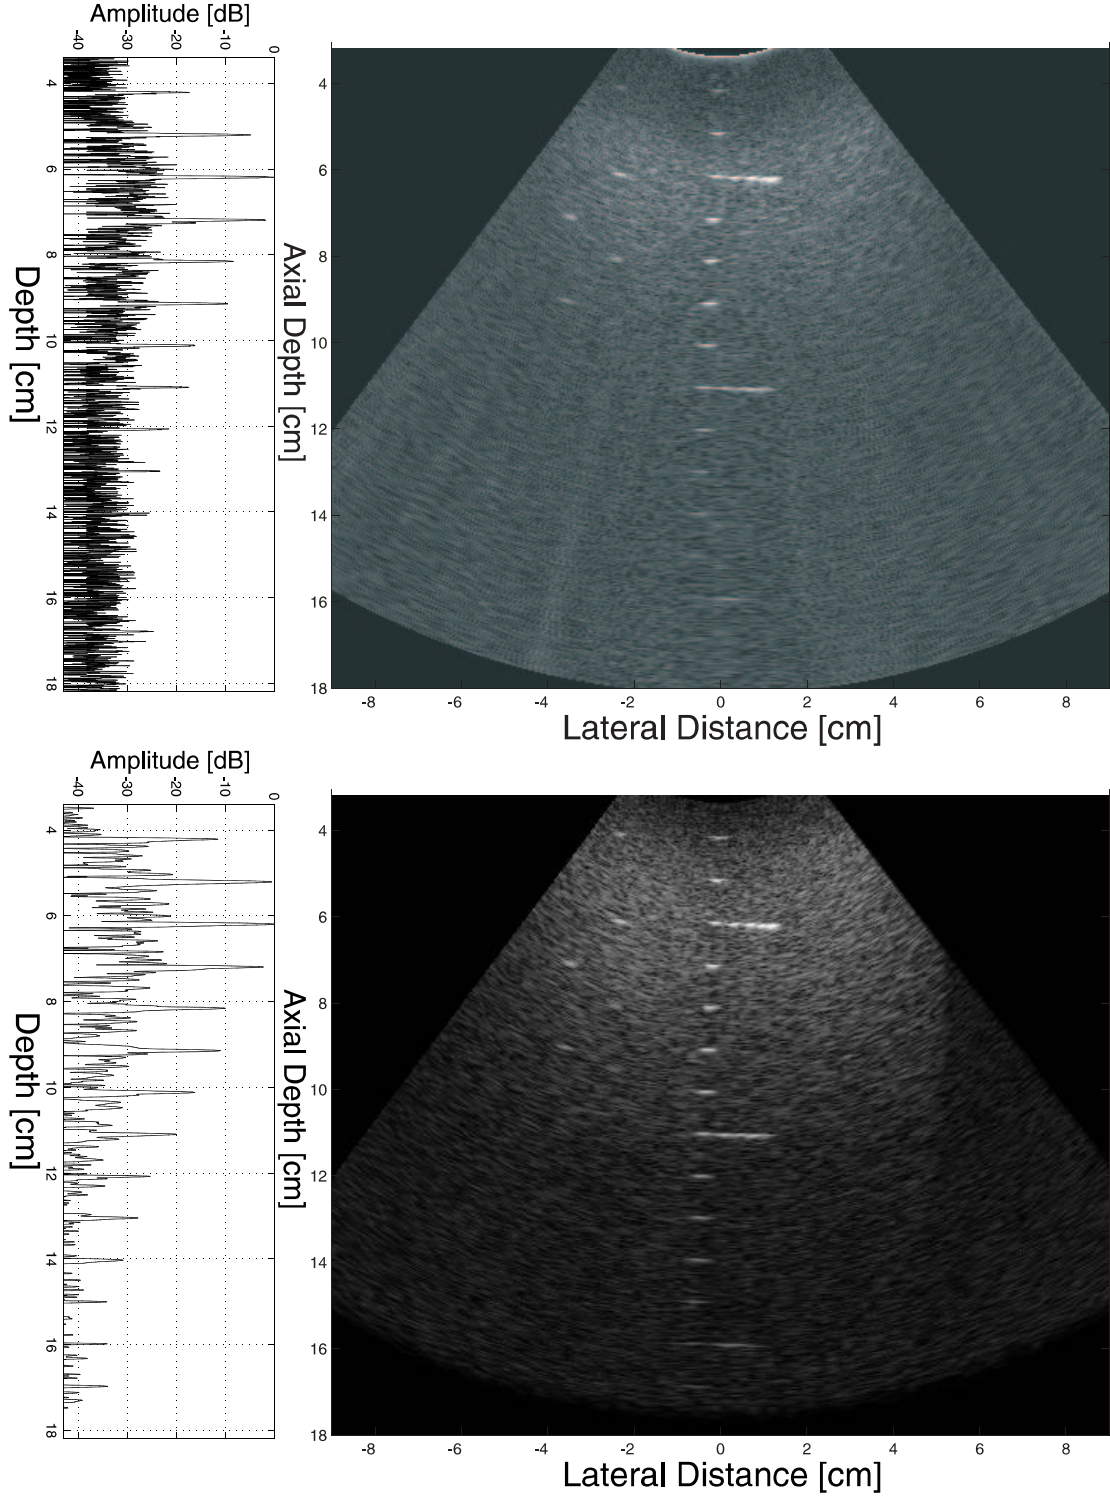 Amplitude [dB]
-40 -30 -20 -10 0
4
6
8
10
12
14
16
18
Depth [cm]
Axial Depth [cm]
4
6
8
10
12
14
16
18
-8 -6 -4 -2 0 2 4 6 8
Lateral Distance [cm]
Amplitude [dB]
-40 -30 -20 -10 0
4
6
8
10
12
14
16
18
Depth [cm]
Axial Depth [cm]
4
6
8
10
12
14
16
18
-8 -6 -4 -2 0 2 4 6 8
Lateral Distance [cm]